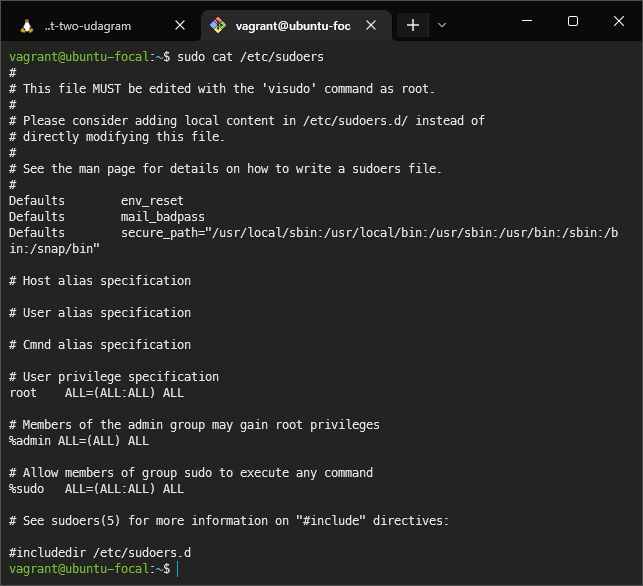 ..t-two-udagram
vagrant@ubuntu-foc
vagrant@ubuntu-focal:~$ sudo cat /etc/sudoers
#
# This file MUST be edited with the 'visudo' command as root.
#
# Please consider adding local content in /etc/sudoers.d/ instead of
# directly modifying this file.
#
# See the man page for details on how to write a sudoers file.
#
Defaults        env_reset
Defaults        mail_badpass
Defaults        secure_path="/usr/local/sbin:/usr/local/bin:/usr/sbin:/usr/bin:/sbin:/b
in:/snap/bin"
# Host alias specification
# User alias specification
# Cmnd alias specification
# User privilege specification
root    ALL=(ALL:ALL) ALL
# Members of the admin group may gain root privileges
%admin ALL=(ALL) ALL
# Allow members of group sudo to execute any command
%sudo   ALL=(ALL:ALL) ALL
# See sudoers(5) for more information on "#include" directives:
#includedir /etc/sudoers.d
vagrant@ubuntu-focal:~$